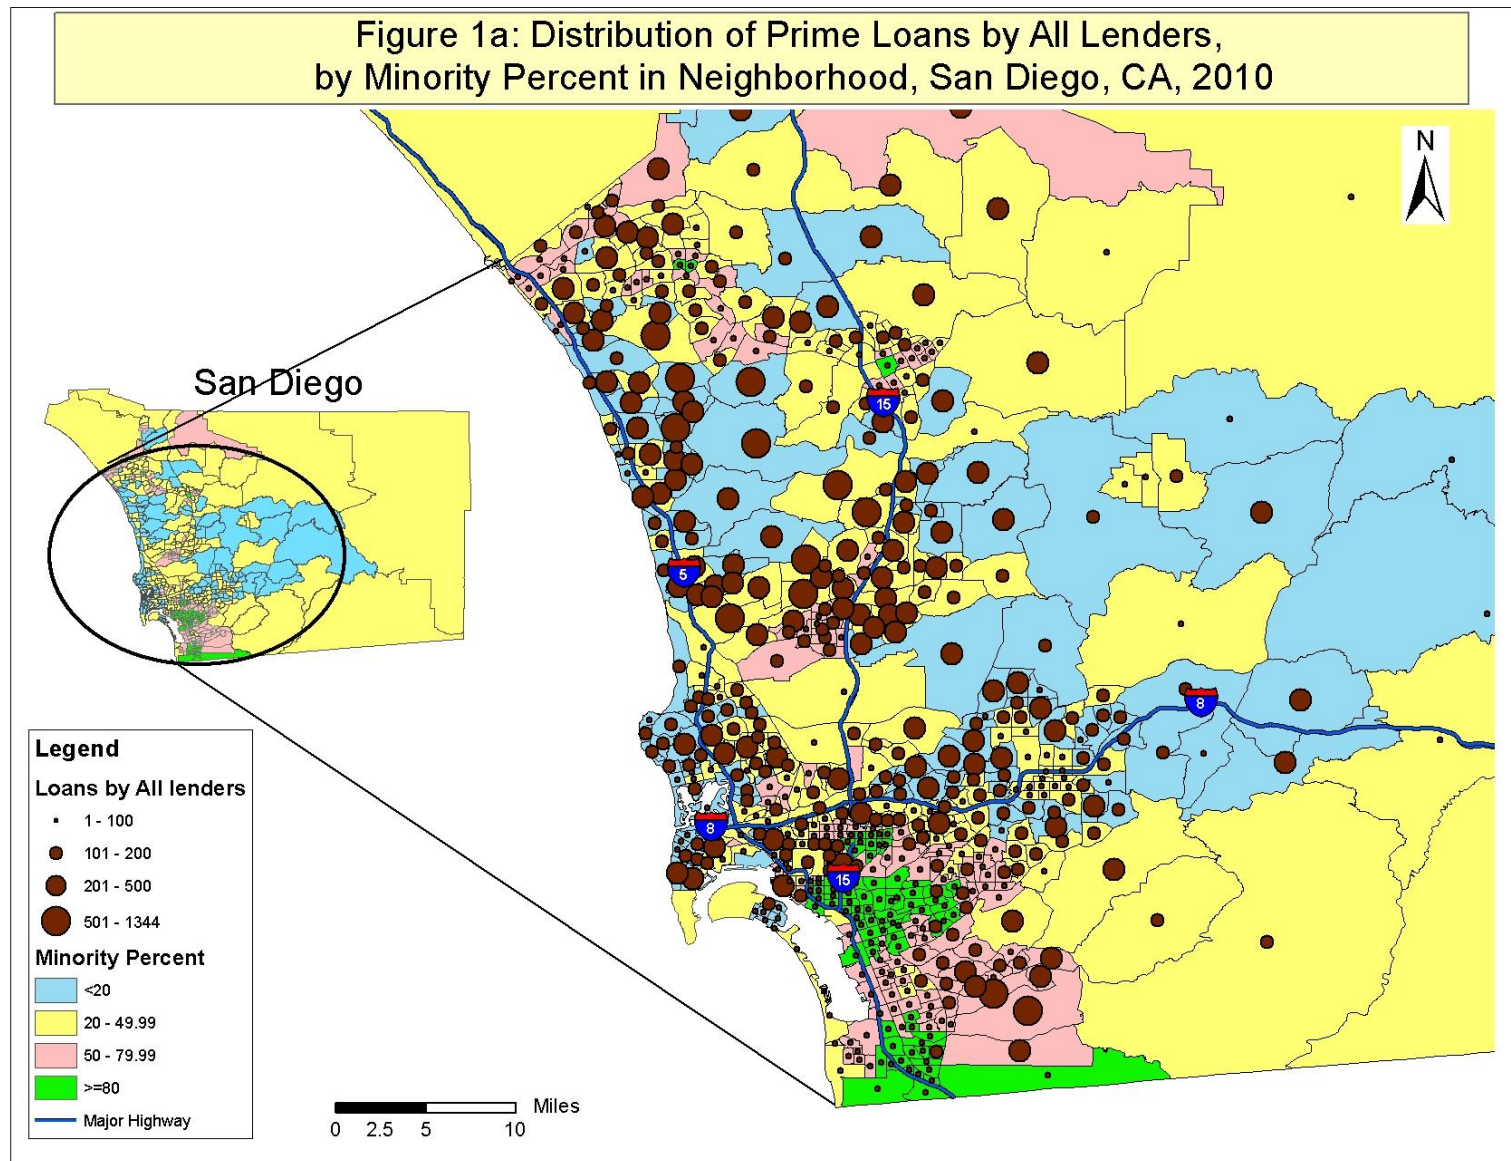 Figure 1a: Distribution of Prime Loans by All Lenders,
by Minority Percent in Neighborhood, San Diego, CA, 2010
N
San Diego
15
5
8
8
15
Legend
Loans by All lenders
1 - 100
101 - 200
201 - 500
501 - 1344
Minority Percent
<20
20 - 49.99
50 - 79.99
>=80
Major Highway
Miles
0 2.5 5 10